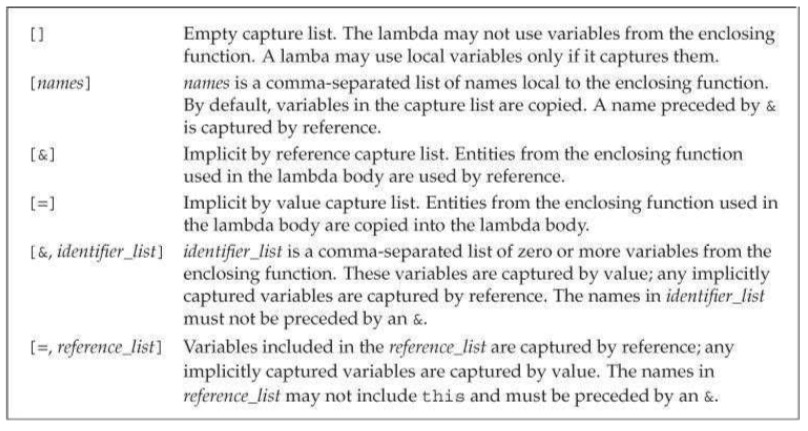 [] Empty capture list. The lambda may not use variables from the enclosing
function. A lamba may use local variables only if it captures them.
[names] names is a comma-separated list of names local to the enclosing function.
By default, variables in the capture list are copied. A name preceded by &
is captured by reference.
[&] Implicit by reference capture list. Entities from the enclosing function
used in the lambda body are used by reference.
[=] Implicit by value capture list. Entities from the enclosing function used in
the lambda body are copied into the lambda body.
[&, identifier_list] identifier_list is a comma-separated list of zero or more variables from the
enclosing function. These variables are captured by value; any implicitly
captured variables are captured by reference. The names in identifier_list
must not be preceded by an &.
[=, reference_list] Variables included in the reference_list are captured by reference; any
implicitly captured variables are captured by value. The names in
reference_list may not include this and must be preceded by an &.